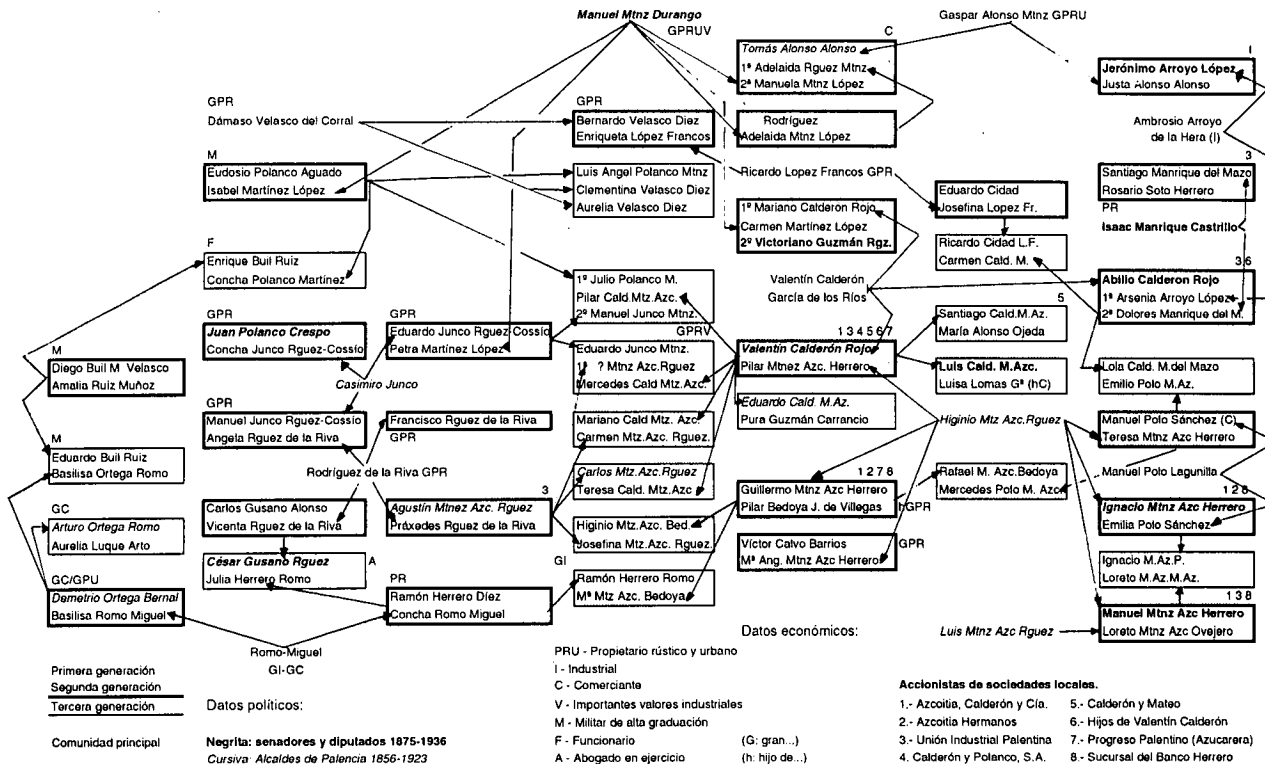 Manuel Mtnz Durango
GPRUV
Gaspar Alonso Mtnz GPRU
C
Tomás Alonso Alonso
1ª Adelaida Rguez Mtnz
2ª Manuela Mtnz López
I
Jerónimo Arroyo López
Justa Alonso Alonso
GPR
Dámaso Velasco del Corral
GPR
Bernardo Velasco Diez
Enriqueta López Francos
Rodríguez
Adelaida Mtnz López
Ambrosio Arroyo
de la Hera (I)
M
Eudosio Polanco Aguado
Isabel Martínez López
Luis Angel Polanco Mtnz
Clementina Velasco Diez
Aurelia Velasco Diez
Ricardo Lopez Francos GPR
Eduardo Cidad
Josefina Lopez Fr.
3
Santiago Manrique del Mazo
Rosario Soto Herrero
PR
Isaac Manrique Castrillo
1º Mariano Calderon Rojo
Carmen Martínez López
2º Victoriano Guzmán Rgz.
Ricardo Cidad L.F.
Carmen Cald. M.
F
Enrique Buil Ruiz
Concha Polanco Martínez
1º Julio Polanco M.
Pilar Cald.Mtz.Azc.
2º Manuel Junco Mtnz.
Valentín Calderón
García de los Ríos
3 6
Abilio Calderon Rojo
1ª Arsenia Arroyo López
2ª Dolores Manrique del M.
GPR
Juan Polanco Crespo
Concha Junco Rguez-Cossío
GPR
Eduardo Junco Rguez-Cossío
Petra Martínez López
GPRV
Eduardo Junco Mtnz.
1ª ? Mtnz Azc.Rguez
Mercedes Cald Mtz.Azc.
1 3 4 5 6 7
Valentín Calderón Rojo
Pilar Mtnez Azc. Herrero
5
Santiago Cald.M.Az.
María Alonso Ojeda
M
Diego Buil M Velasco
Amalia Ruiz Muñoz
Casimiro Junco
Luis Cald. M.Azc.
Luisa Lomas Gª (hC)
Lola Cald. M.del Mazo
Emilio Polo M.Az.
Eduardo Cald. M.Az.
Pura Guzmán Carrancio
GPR
Manuel Junco Rguez-Cossío
Angela Rguez de la Riva
Francisco Rguez de la Riva
GPR
Mariano Cald Mtz. Azc.
Carmen Mtz.Azc. Rguez.
Higinio Mtz Azc.Rguez
Manuel Polo Sánchez (C)
Teresa Mtnz Azc Herrero
M
Eduardo Buil Ruiz
Basilisa Ortega Romo
Rodríguez de la Riva GPR
Carlos Mtz.Azc.Rguez
Teresa Cald. Mtz.Azc
1 2 7 8
Guillermo Mtnz Azc Herrero
Pilar Bedoya J. de Villegas
hGPR
Rafael M. Azc.Bedoya
Mercedes Polo M. Azc
Manuel Polo Lagunilla
GC
Arturo Ortega Romo
Aurelia Luque Arto
Carlos Gusano Alonso
Vicenta Rguez de la Riva
3
Agustín Mtnez Azc. Rguez
Práxedes Rguez de la Riva
Higinio Mtz.Azc. Bed.
Josefina Mtz.Azc. Rguez.
1 2 8
Ignacio Mtnz Azc Herrero
Emilia Polo Sánchez
Víctor Calvo Barrios
Mª Ang. Mtnz Azc Herrero
GPR
César Gusano Rguez
Julia Herrero Romo
A
GI
Ramón Herrero Romo
Mª Mtz Azc. Bedoya
Ignacio M.Az.P.
Loreto M.Az.M.Az.
GC/GPU
Demetrio Ortega Bernal
Basilisa Romo Miguel
PR
Ramón Herrero Díez
Concha Romo Miguel
1 3 8
Manuel Mtnz Azc Herrero
Loreto Mtnz Azc Ovejero
Luis Mtnz Azc Rguez
Romo-Miguel
GI-GC
Datos económicos:
Primera generación
Segunda generación
Tercera generación
Comunidad principal
Datos políticos:
Negrita: senadores y diputados 1875-1936
Cursiva: Alcaldes de Palencia 1856-1923
PRU - Propietario rústico y urbano
I - Industrial
C - Comerciante
V - Importantes valores industriales
M - Militar de alta graduación
F - Funcionario
(G: gran...)
A - Abogado en ejercicio
(h: hijo de...)
Accionistas de sociedades locales.
1.- Azcoitia, Calderón y Cía.
2.- Azcoitia Hermanos
3.- Unión Industrial Palentina
4. Calderón y Polanco, S.A.
5.- Calderón y Mateo
6.- Hijos de Valentín Calderón
7.- Progreso Palentino (Azucarera)
8.- Sucursal del Banco Herrero